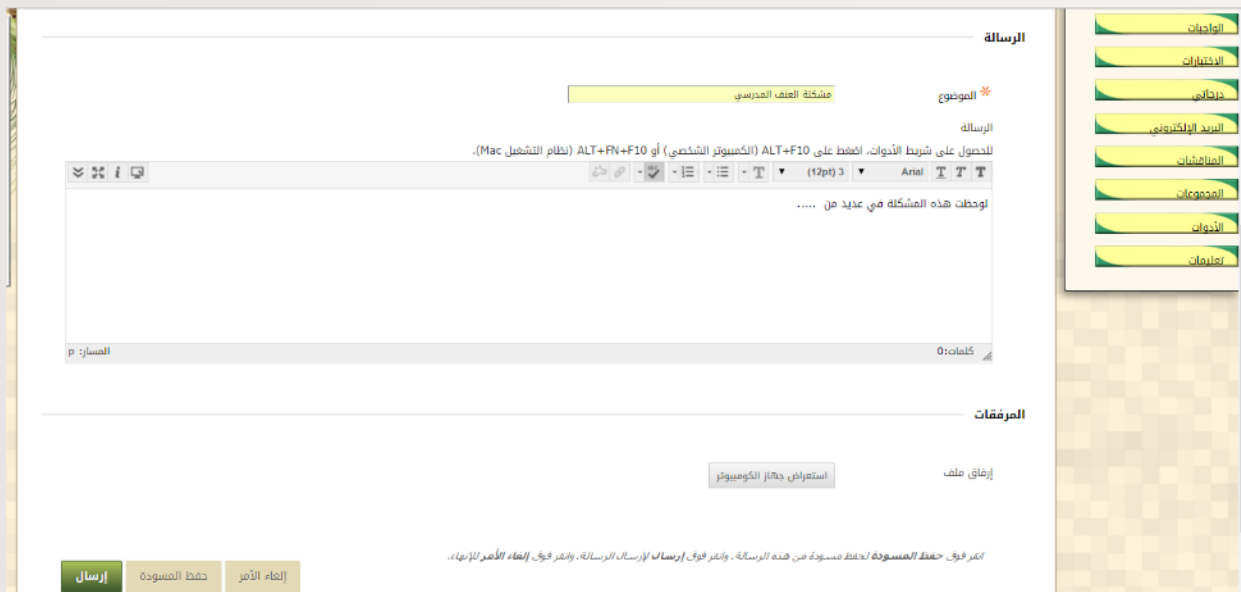 الواجبات
الاختبارات
درجاتي
البريد الإلكتروني
المناقشات
المجموعات
الأدوات
تعليمات
الرسالة
* الموضوع
مشكلة العنف المدرسي
الرسالة
للحصول على شريط الأدوات، اضغط على ALT+F10 (الكمبيوتر الشخصي) أو ALT+FN+F10 (نظام التشغيل Mac).
T T T Arial 3 (12pt) T
لوحظت هذه المشكلة في عديد من .....
كلمات:0
المسار: p
المرفقات
إرفاق ملف
استعراض جهاز الكومبيوتر
انقر فوق حفظ المسودة لحفظ مسودة من هذه الرسالة. وانقر فوق إرسال لإرسال الرسالة. وانقر فوق إلغاء الأمر للإنهاء.
إلغاء الأمر
حفظ المسودة
إرسال